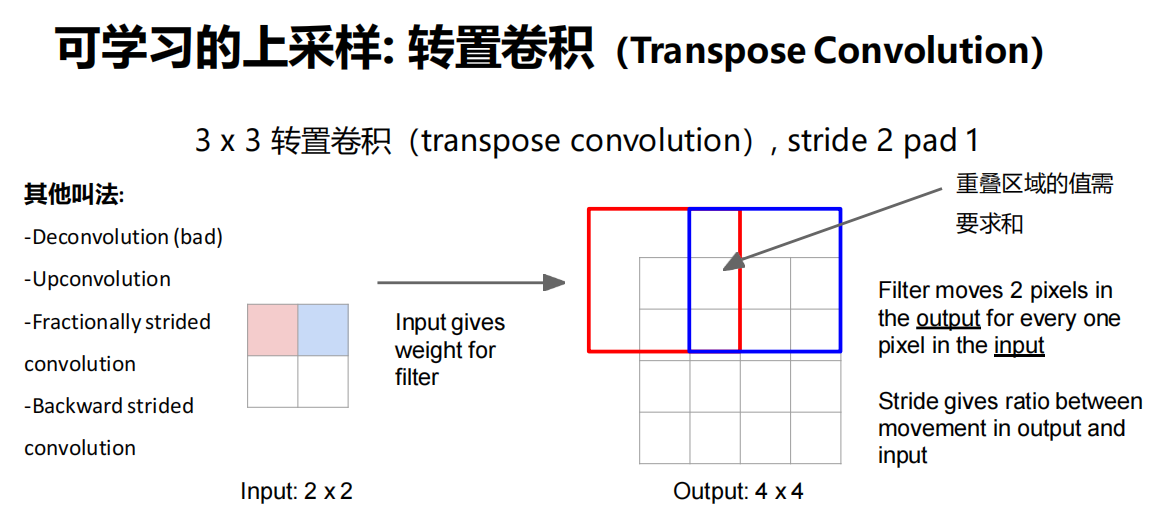 可学习的上采样: 转置卷积（Transpose Convolution）
3 x 3 转置卷积（transpose convolution）, stride 2 pad 1
其他叫法:
-Deconvolution (bad)
-Upconvolution
-Fractionally strided
convolution
-Backward strided
convolution
Input: 2 x 2
Input gives
weight for
filter
Output: 4 x 4
重叠区域的值需
要求和
Filter moves 2 pixels in
the output for every one
pixel in the input
Stride gives ratio between
movement in output and
input